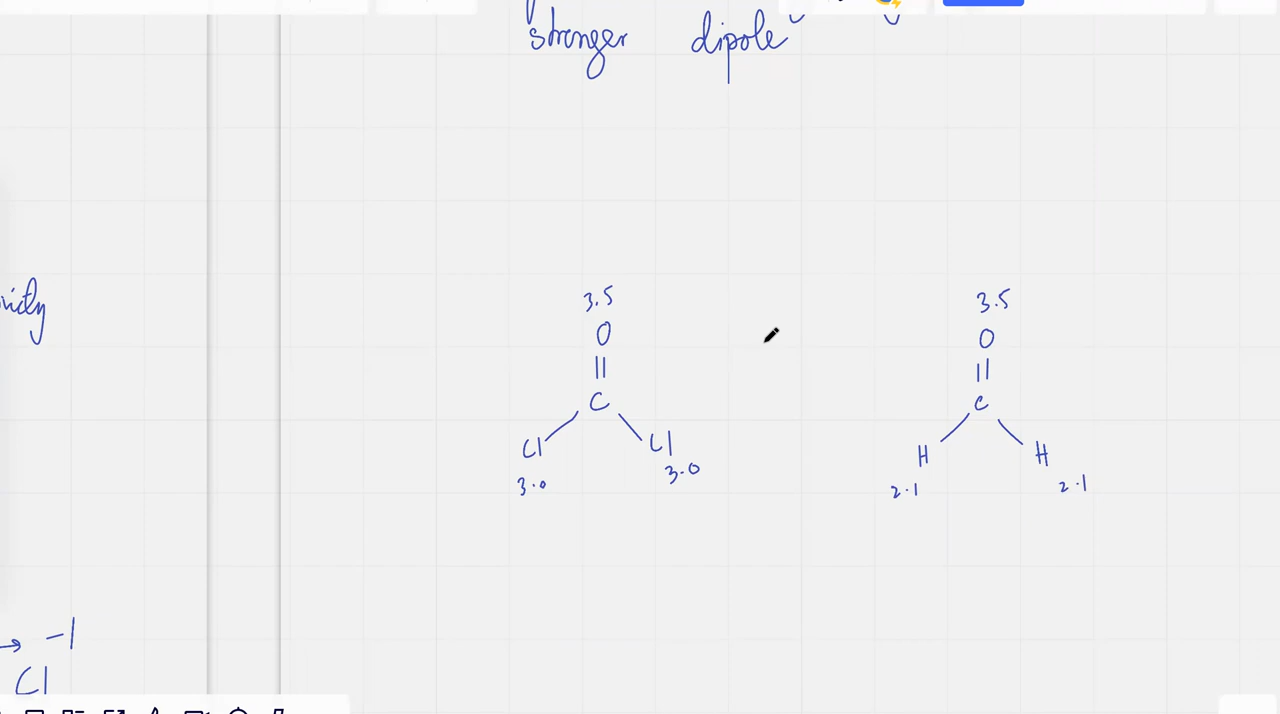 stronger dipole
3.5 3.5
O O
|| ||
C C
Cl Cl H H
3.0 3.0 2.1 2.1
→ -1
Cl